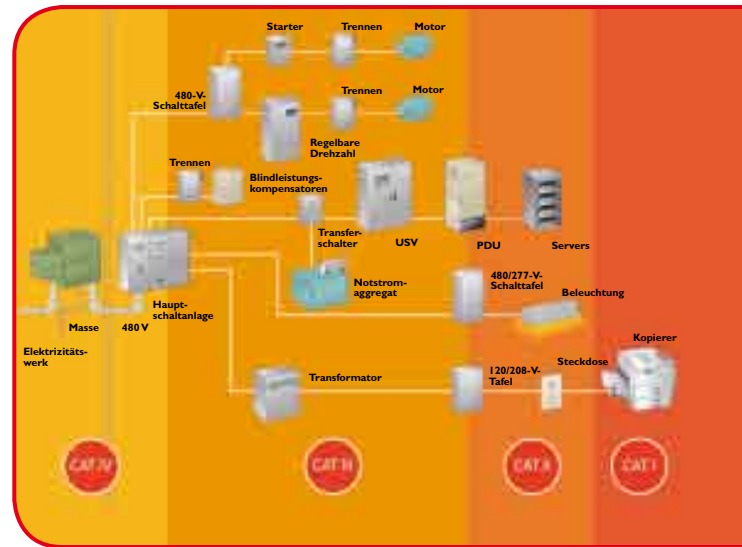 Starter
Trennen
Motor
480-V-
Schalttafel
Trennen
Motor
Regelbare
Drehzahl
Trennen
Blindleistungs-
kompensatoren
Transfer-
schalter
USV
PDU
Servers
Haupt-
schaltanlage
Masse
480 V
Elektrizitäts-
werk
Notstrom-
aggregat
480/277-V-
Schalttafel
Beleuchtung
Transformator
120/208-V-
Tafel
Steckdose
Kopierer
CAT IV
CAT III
CAT II
CAT I